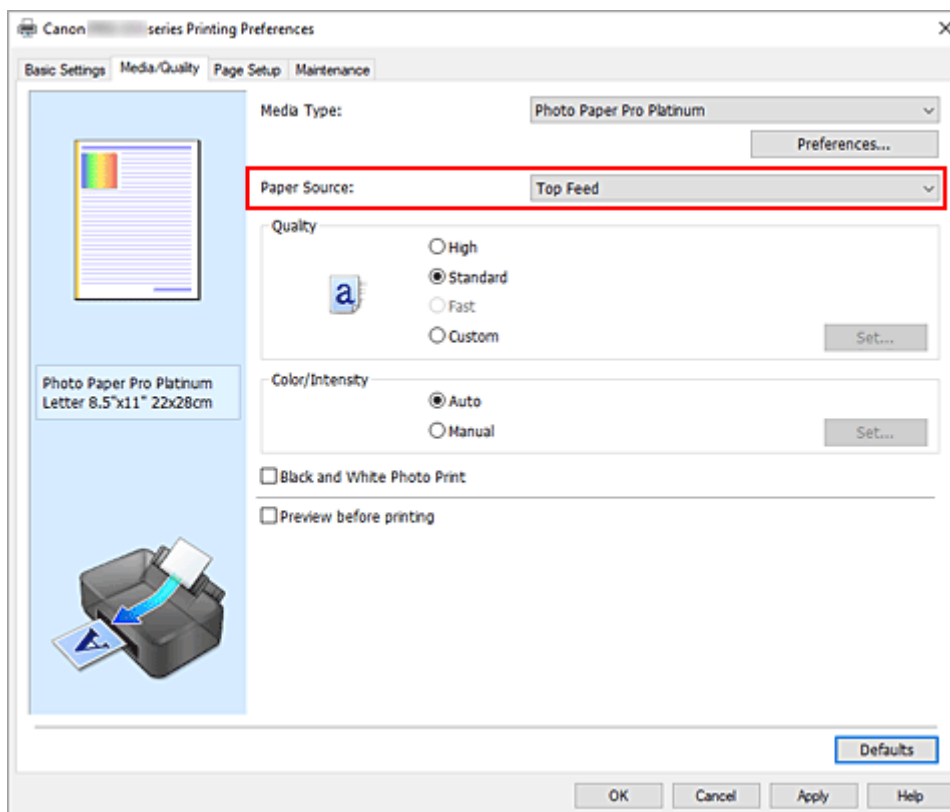 Canon series Printing Preferences
Basic Settings Media/Quality Page Setup Maintenance
Media Type: Photo Paper Pro Platinum
Preferences...
Paper Source: Top Feed
Quality
High
a Standard
Fast
Custom Set...
Photo Paper Pro Platinum
Letter 8.5"x11" 22x28cm
Color/Intensity
Auto
Manual Set...
Black and White Photo Print
Preview before printing
A
Defaults
OK Cancel Apply Help